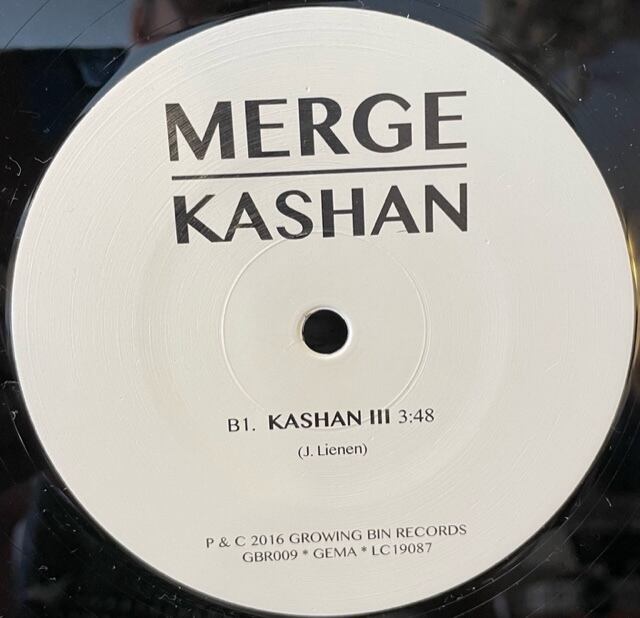 MERGE
KASHAN
B1. KASHAN III 3:48
(J. Lienen)
P & C 2016 GROWING BIN RECORDS
GBR009 * GEMA * LC19087